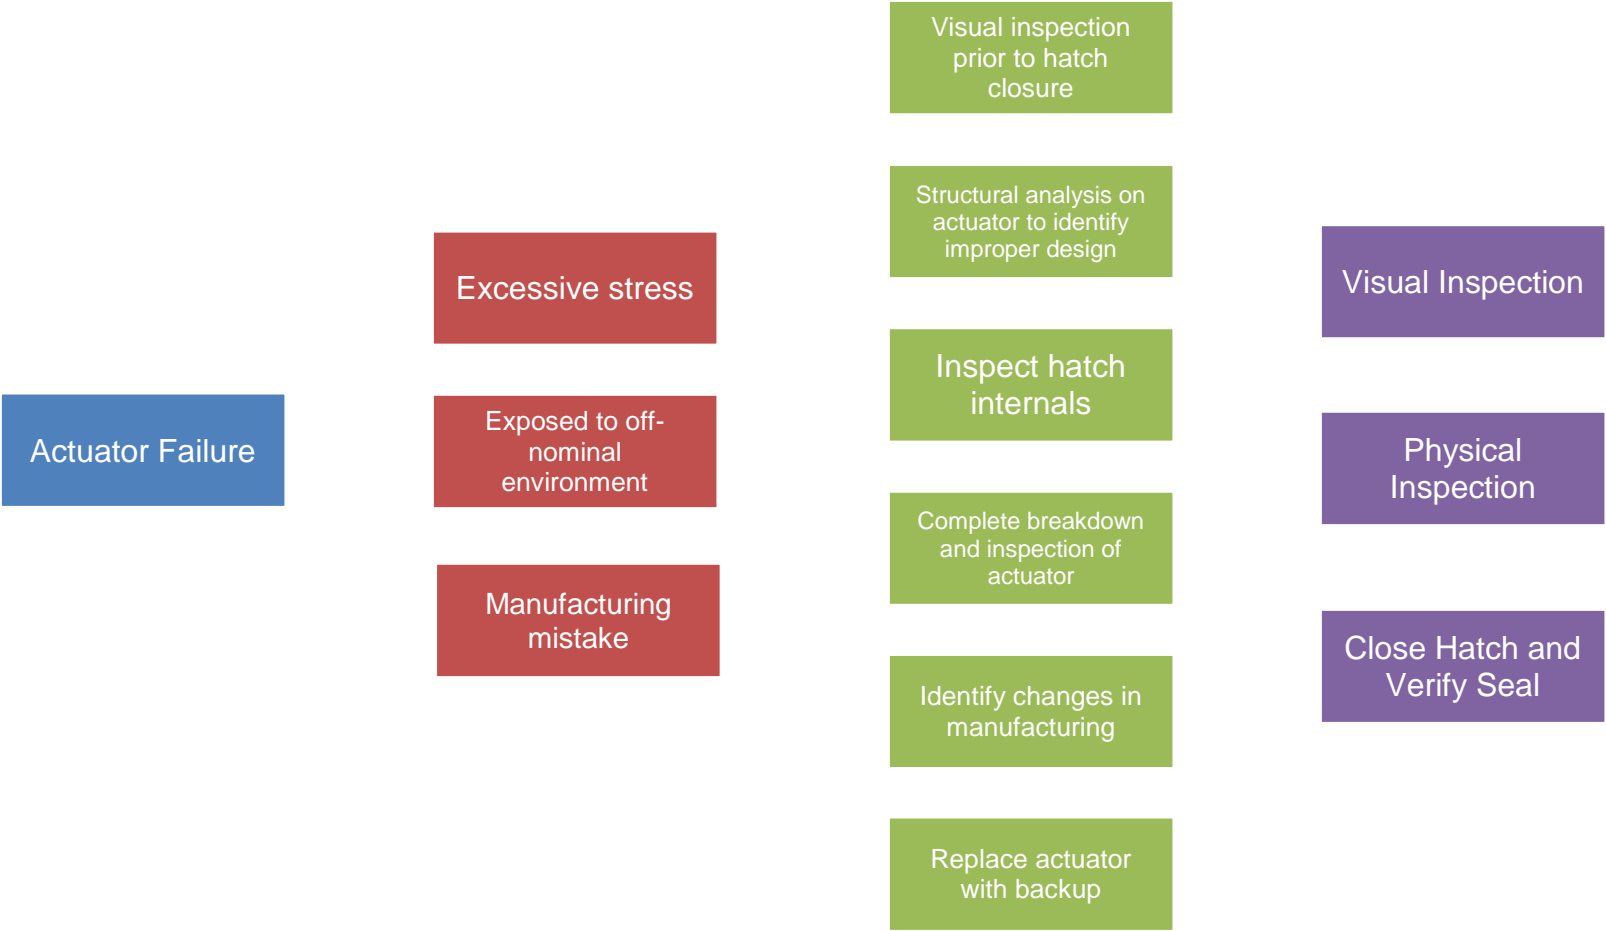 Actuator Failure
Excessive stress
Exposed to off-
nominal
environment
Manufacturing
mistake
Visual inspection
prior to hatch
closure
Structural analysis on
actuator to identify
improper design
Inspect hatch
internals
Complete breakdown
and inspection of
actuator
Identify changes in
manufacturing
Replace actuator
with backup
Visual Inspection
Physical
Inspection
Close Hatch and
Verify Seal